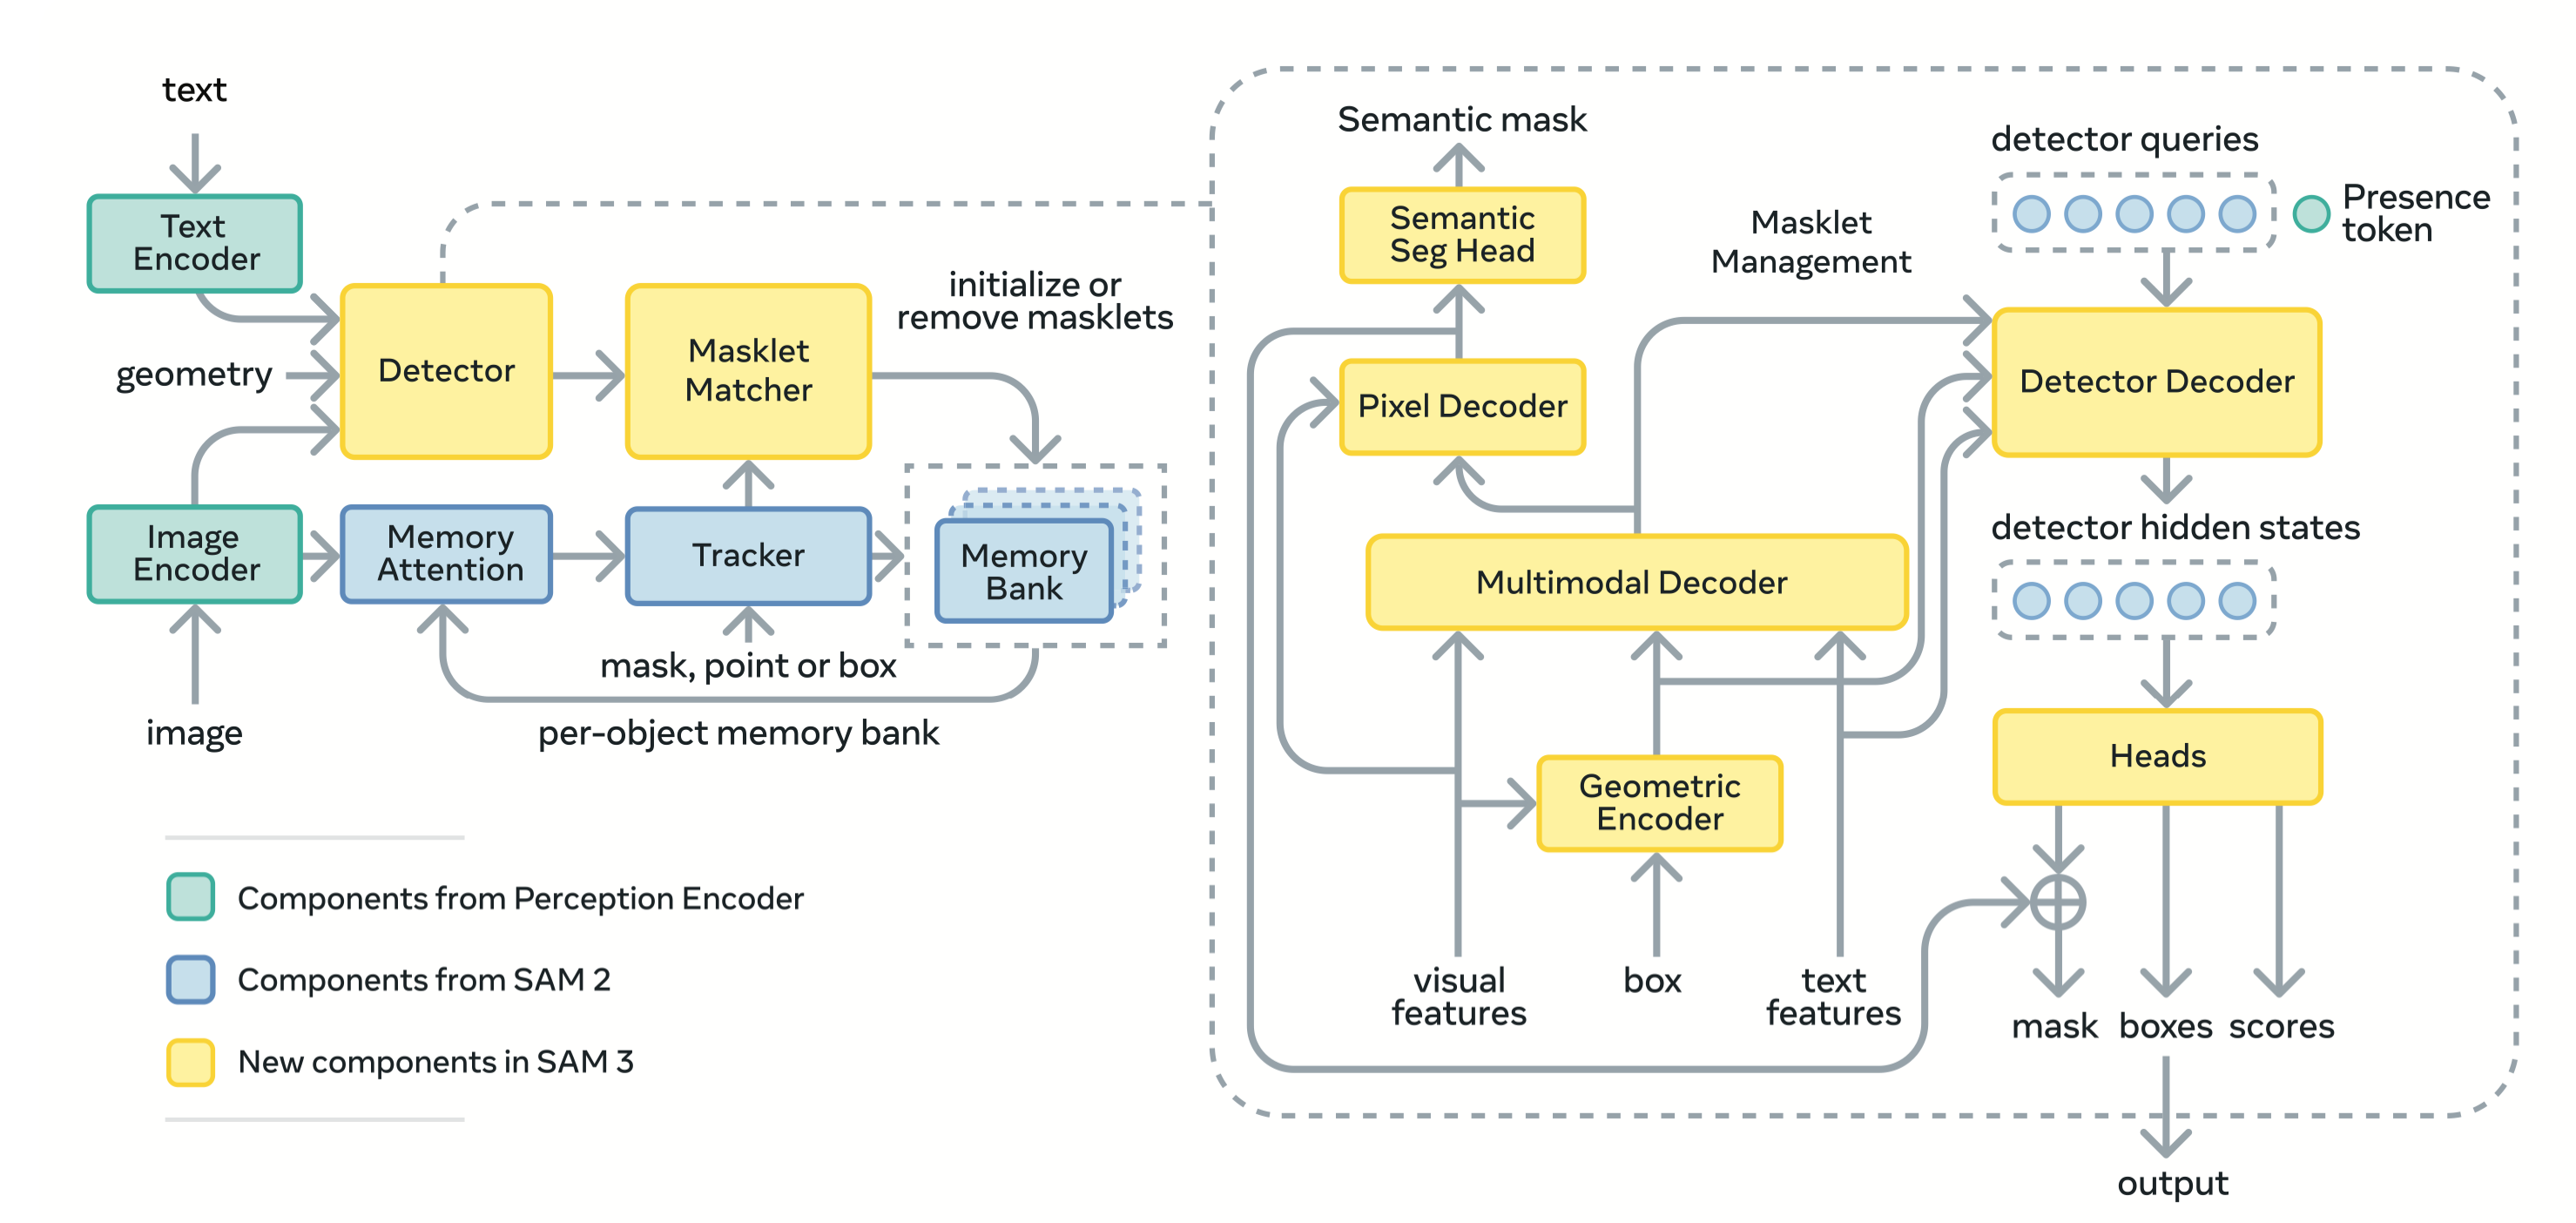 text
Text
Encoder
geometry
Detector
Masklet
Matcher
initialize or
remove masklets
Image
Encoder
Memory
Attention
Tracker
Memory
Bank
mask, point or box
image
per-object memory bank
Components from Perception Encoder
Components from SAM 2
New components in SAM 3
Semantic mask
Semantic
Seg Head
Pixel Decoder
Masklet
Management
Multimodal Decoder
Geometric
Encoder
visual
features
box
text
features
detector queries
Presence
token
Detector Decoder
detector hidden states
Heads
mask
boxes
scores
output